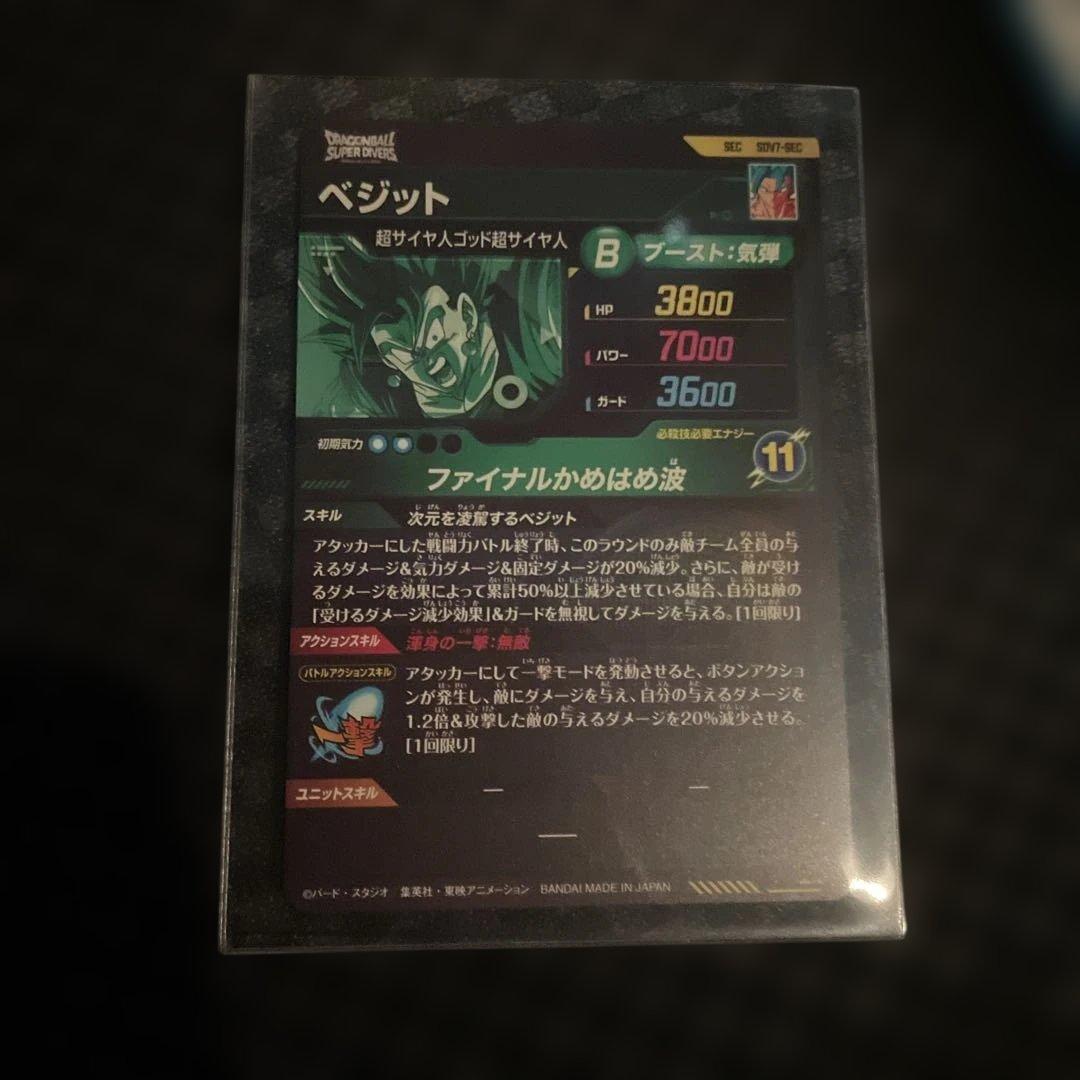 DRAGONBALL
SUPER DIVERS
SEC SDV7-SEC
ベジット
超サイヤ人ゴッド超サイヤ人
B ブースト:気弾
HP 3800
パワー 7000
ガード 3600
初期気力
必殺技必要エナジー
11
ファイナルかめはめ波
スキル 次元を凌駕するベジット
アタッカーにした戦闘力バトル終了時、このラウンドのみ敵チーム全員の与
えるダメージ&気力ダメージ&固定ダメージが20%減少。さらに、敵が受け
るダメージを効果によって累計50%以上減少させている場合、自分は敵の
「受けるダメージ減少効果」&ガードを無視してダメージを与える。[1回限り]
アクションスキル 渾身の一撃:無敵
バトルアクションスキル
アタッカーにして一撃モードを発動させると、ボタンアクショ
ンが発生し、敵にダメージを与え、自分の与えるダメージを
1.2倍&攻撃した敵の与えるダメージを20%減少させる。
[1回限り]
一撃
ユニットスキル — —
—
©バード・スタジオ 集英社・東映アニメーション BANDAI MADE IN JAPAN